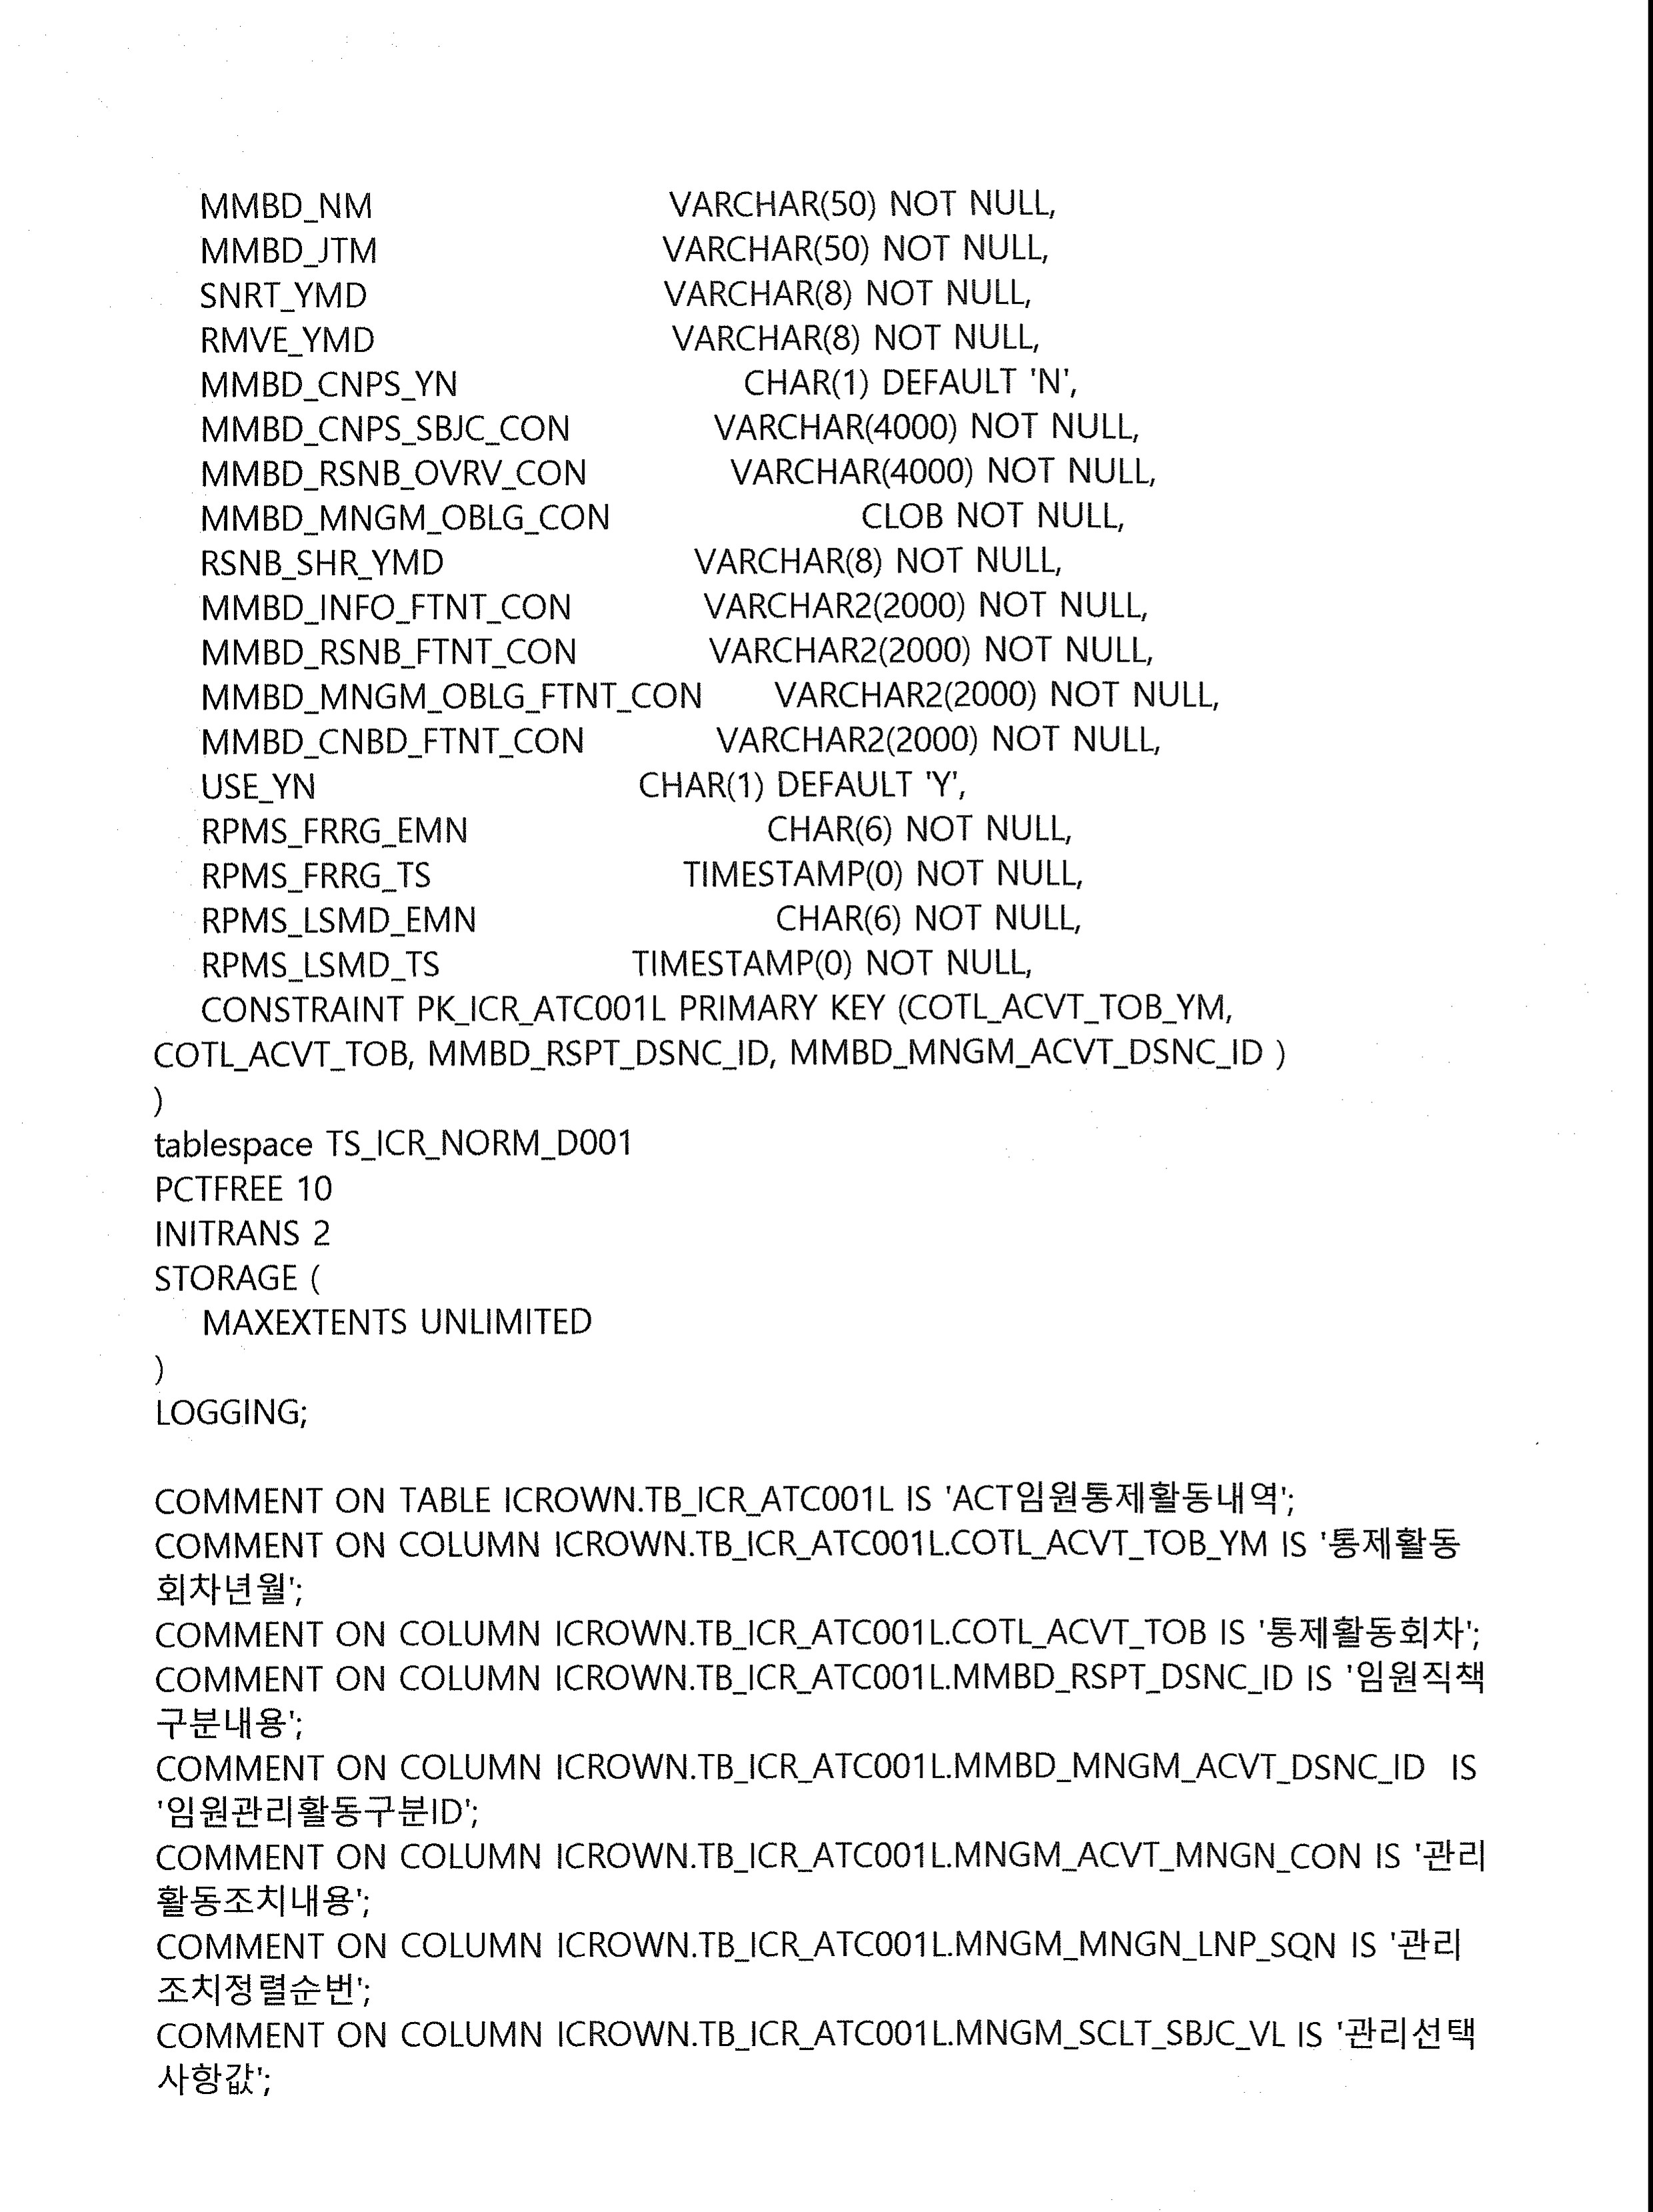 MMBD_NM VARCHAR(50) NOT NULL,
MMBD_JTM VARCHAR(50) NOT NULL,
SNRT_YMD VARCHAR(8) NOT NULL,
RMVE_YMD VARCHAR(8) NOT NULL,
MMBD_CNPS_YN CHAR(1) DEFAULT 'N',
MMBD_CNPS_SBJC_CON VARCHAR(4000) NOT NULL,
MMBD_RSNB_OVRV_CON VARCHAR(4000) NOT NULL,
MMBD_MNGM_OBLG_CON CLOB NOT NULL,
RSNB_SHR_YMD VARCHAR(8) NOT NULL,
MMBD_INFO_FTNT_CON VARCHAR2(2000) NOT NULL,
MMBD_RSNB_FTNT_CON VARCHAR2(2000) NOT NULL,
MMBD_MNGM_OBLG_FTNT_CON VARCHAR2(2000) NOT NULL,
MMBD_CNBD_FTNT_CON VARCHAR2(2000) NOT NULL,
USE_YN CHAR(1) DEFAULT 'Y',
RPMS_FRRG_EMN CHAR(6) NOT NULL,
RPMS_FRRG_TS TIMESTAMP(0) NOT NULL,
RPMS_LSMD_EMN CHAR(6) NOT NULL,
RPMS_LSMD_TS TIMESTAMP(0) NOT NULL,
CONSTRAINT PK_ICR_ATC001L PRIMARY KEY (COTL_ACVT_TOB_YM,
COTL_ACVT_TOB, MMBD_RSPT_DSNC_ID, MMBD_MNGM_ACVT_DSNC_ID )
)
tablespace TS_ICR_NORM_D001
PCTFREE 10
INITRANS 2
STORAGE (
MAXEXTENTS UNLIMITED
)
LOGGING;
COMMENT ON TABLE ICROWN.TB_ICR_ATC001L IS 'ACT임원통제활동내역';
COMMENT ON COLUMN ICROWN.TB_ICR_ATC001L.COTL_ACVT_TOB_YM IS '통제활동
회차년월';
COMMENT ON COLUMN ICROWN.TB_ICR_ATC001L.COTL_ACVT_TOB IS '통제활동회차';
COMMENT ON COLUMN ICROWN.TB_ICR_ATC001L.MMBD_RSPT_DSNC_ID IS '임원직책
구분내용';
COMMENT ON COLUMN ICROWN.TB_ICR_ATC001L.MMBD_MNGM_ACVT_DSNC_ID IS
'임원관리활동구분ID';
COMMENT ON COLUMN ICROWN.TB_ICR_ATC001L.MNGM_ACVT_MNGN_CON IS '관리
활동조치내용';
COMMENT ON COLUMN ICROWN.TB_ICR_ATC001L.MNGM_MNGN_LNP_SQN IS '관리
조치정렬순번';
COMMENT ON COLUMN ICROWN.TB_ICR_ATC001L.MNGM_SCLT_SBJC_VL IS '관리선택
사항값';